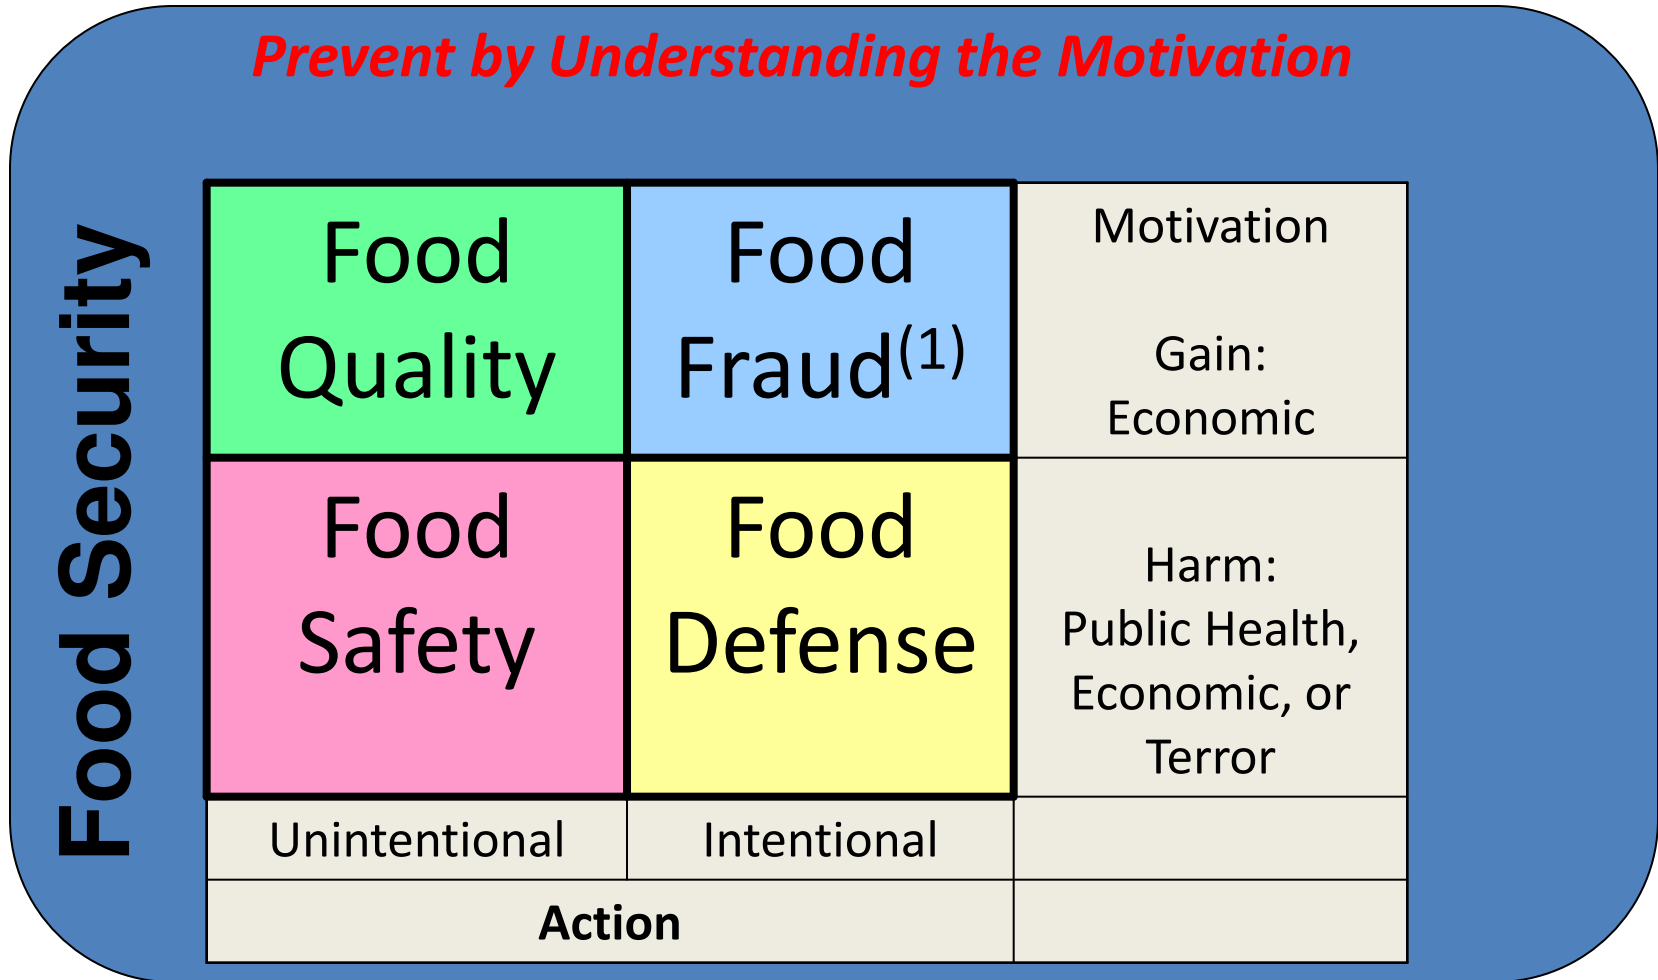 Prevent by Understanding the Motivation
Food Security
Food
Quality
Food
Fraud(1)
Motivation
Gain:
Economic
Food
Safety
Food
Defense
Harm:
Public Health,
Economic, or
Terror
Unintentional
Intentional
Action